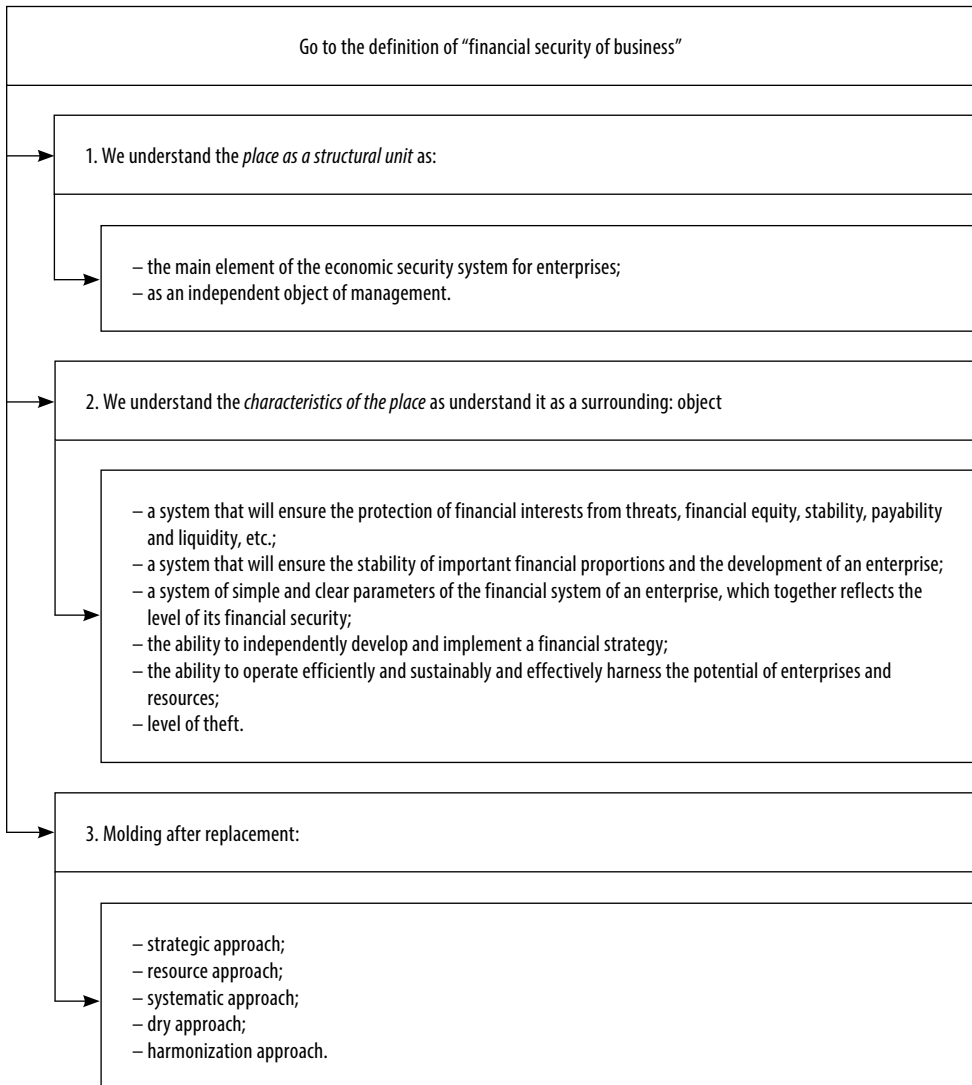 Go to the definition of “financial security of business”
1. We understand the place as a structural unit as:
– the main element of the economic security system for enterprises;
– as an independent object of management.
2. We understand the characteristics of the place as understand it as a surrounding: object
– a system that will ensure the protection of financial interests from threats, financial equity, stability, payability
and liquidity, etc.;
– a system that will ensure the stability of important financial proportions and the development of an enterprise;
– a system of simple and clear parameters of the financial system of an enterprise, which together reflects the
level of its financial security;
– the ability to independently develop and implement a financial strategy;
– the ability to operate efficiently and sustainably and effectively harness the potential of enterprises and
resources;
– level of theft.
3. Molding after replacement:
– strategic approach;
– resource approach;
– systematic approach;
– dry approach;
– harmonization approach.